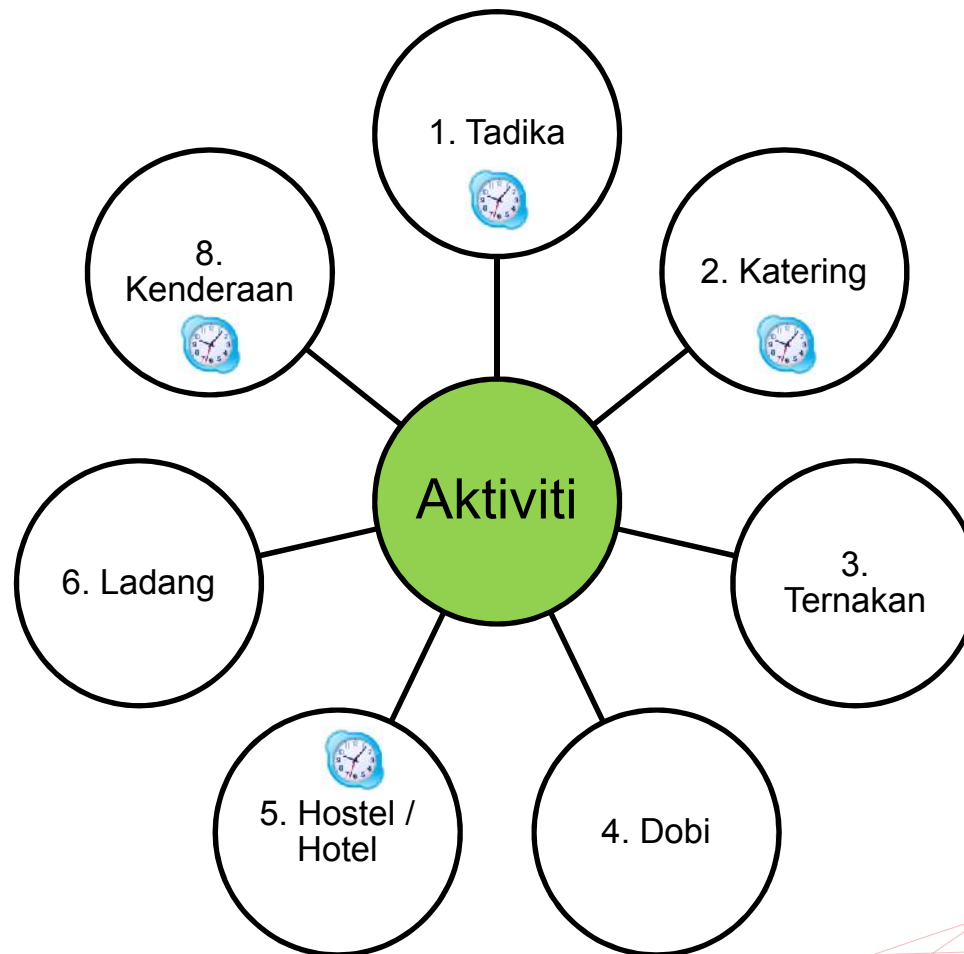 1. Tadika
2. Katering
3.
Ternakan
4. Dobi
5. Hostel /
Hotel
6. Ladang
8.
Kenderaan
Aktiviti